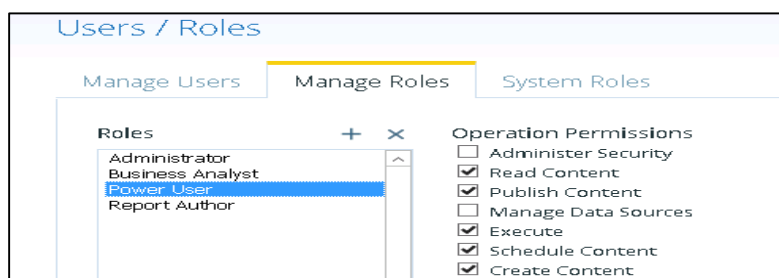 Users / Roles
Manage Users Manage Roles System Roles
Roles
Administrator
Business Analyst
Power User
Report Author
Operation Permissions
Administer Security
Read Content
Publish Content
Manage Data Sources
Execute
Schedule Content
Create Content